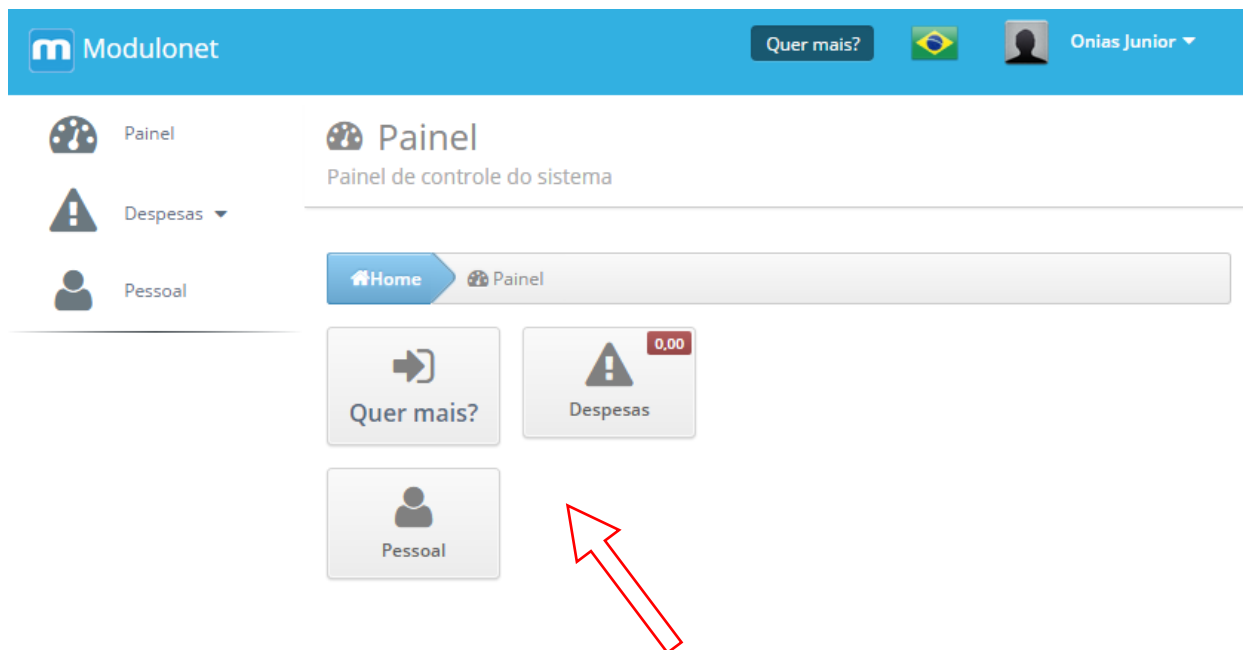 m Modulonet
Quer mais?
Onias Junior
Painel
Despesas
Pessoal
Painel
Painel de controle do sistema
Home
Painel
Quer mais?
0,00
Despesas
Pessoal